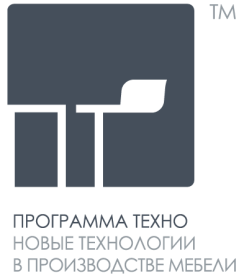 TM
ПРОГРАММА ТЕХНО
НОВЫЕ ТЕХНОЛОГИИ
В ПРОИЗВОДСТВЕ МЕБЕЛИ